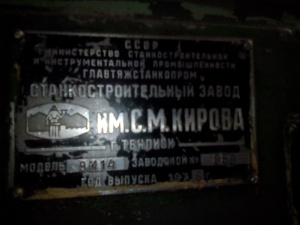 СССР
МИНИСТЕРСТВО СТАНКОСТРОИТЕЛЬНОЙ
И ИНСТРУМЕНТАЛЬНОЙ ПРОМЫШЛЕННОСТИ
ГЛАВТЯЖСТАНКОПРОМ
СТАНКОСТРОИТЕЛЬНЫЙ ЗАВОД
ИМ. С. М. КИРОВА
Г. ТБИЛИСИ
МОДЕЛЬ ЗАВОДСКОЙ №
ГОД ВЫПУСКА